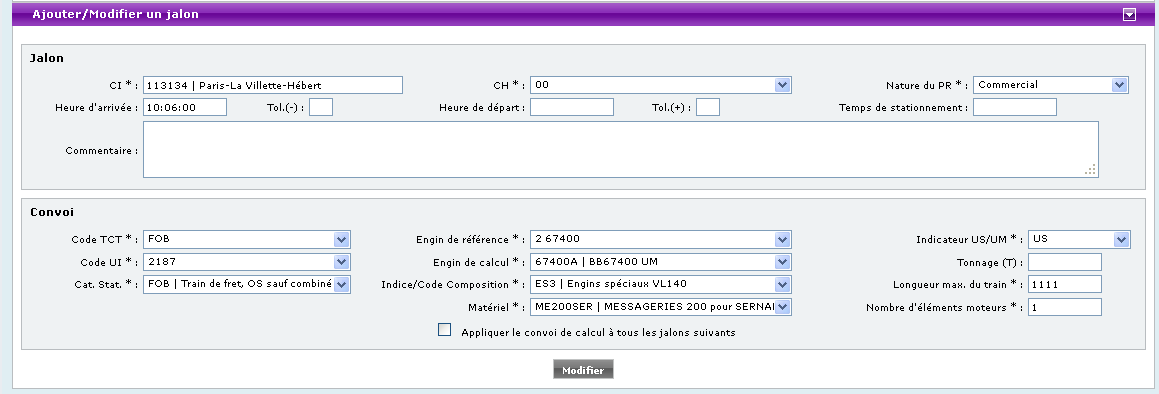 Ajouter/Modifier un jalon
Jalon
CI * : 113134 | Paris-La Villette-Hébert CH * : 00 Nature du PR * : Commercial
Heure d'arrivée : 10:06:00 Tol.(-) : Heure de départ : Tol.(+) : Temps de stationnement :
Commentaire :
Convoi
Code TCT * : FOB Engin de référence * : 2 67400 Indicateur US/UM * : US
Code UI * : 2187 Engin de calcul * : 67400A | BB67400 UM Tonnage (T) :
Cat. Stat. * : FOB | Train de fret, OS sauf combiné Indice/Code Composition * : ES3 | Engins spéciaux VL140 Longueur max. du train * : 1111
Matériel * : ME200SER | MESSAGERIES 200 pour SERNA Nombre d'éléments moteurs * : 1
Appliquer le convoi de calcul à tous les jalons suivants
Modifier